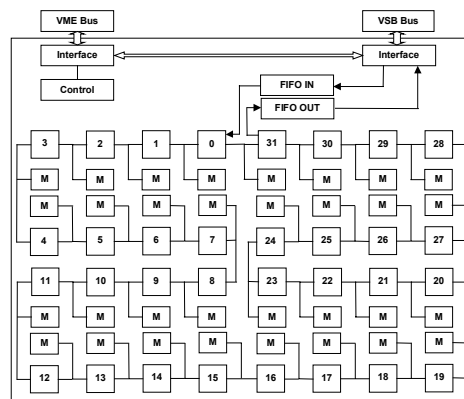 VME Bus VSB Bus
Interface Interface
Control
FIFO IN
FIFO OUT
3 2 1 0 31 30 29 28
M M M M M M M M
M M M M M M M M
4 5 6 7 24 25 26 27
11 10 9 8 23 22 21 20
M M M M M M M M
M M M M M M M M
12 13 14 15 16 17 18 19